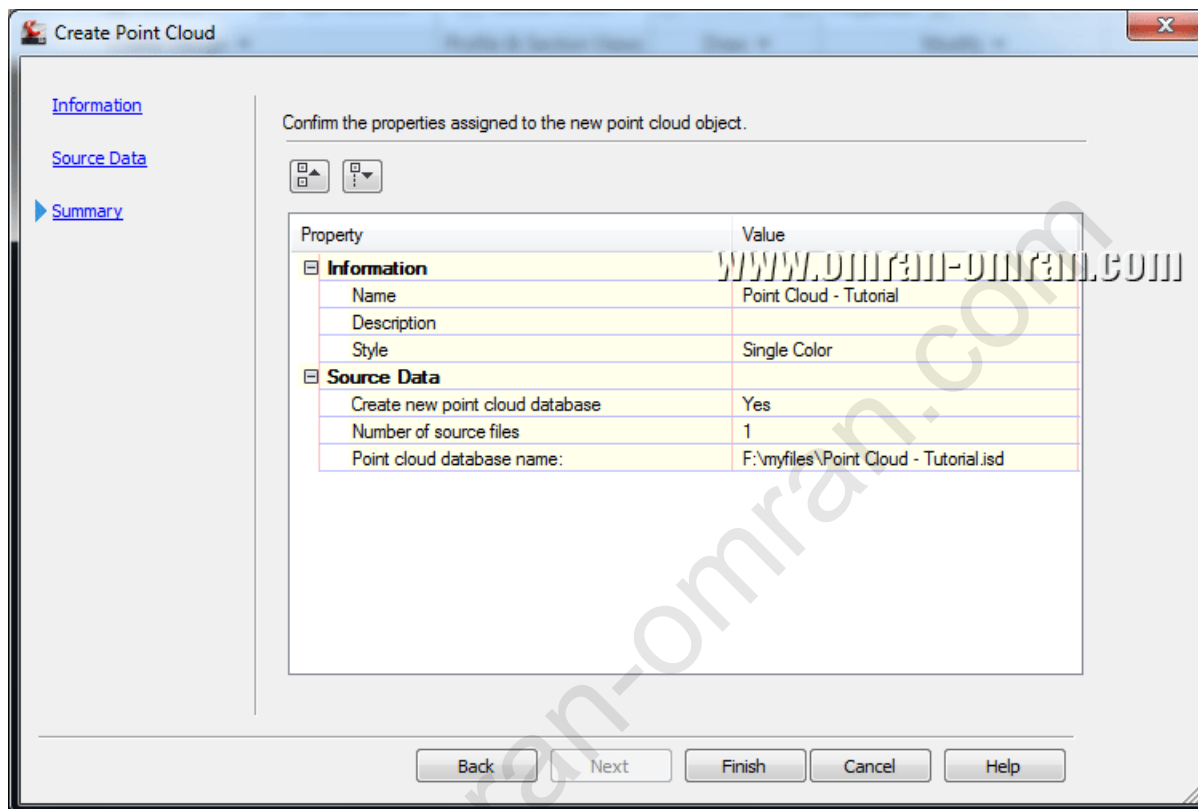 Create Point Cloud
Information
Source Data
Summary
Confirm the properties assigned to the new point cloud object.
Property Value
www.omran-omran.com
Information
Name Point Cloud - Tutorial
Description
Style Single Color
Source Data
Create new point cloud database Yes
Number of source files 1
Point cloud database name: F:\myfiles\Point Cloud - Tutorial.isd
ran-omran.com
Back Next Finish Cancel Help